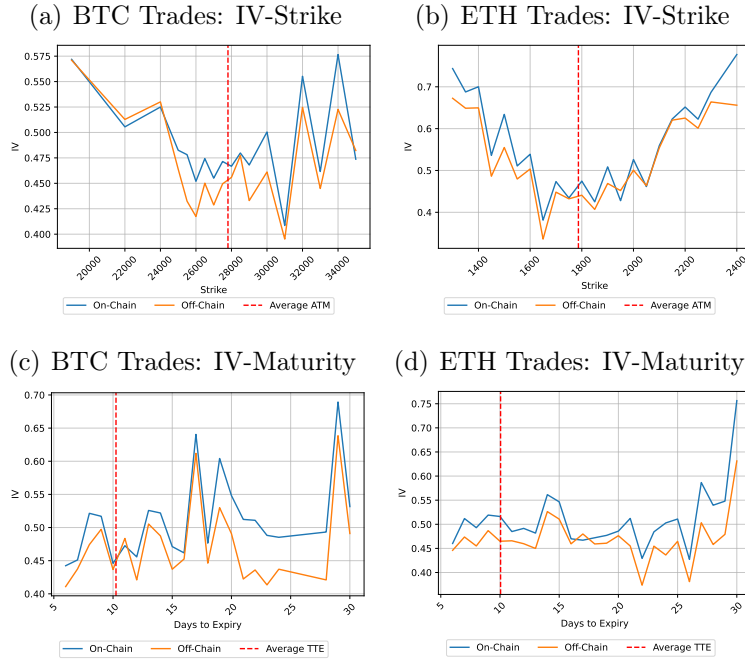 (a) BTC Trades: IV-Strike
0.575
0.550
0.525
0.500
0.475
0.450
0.425
0.400
IV
20000
22000
24000
26000
28000
30000
32000
34000
Strike
On-Chain Off-Chain Average ATM
(b) ETH Trades: IV-Strike
0.7
0.6
0.5
0.4
IV
1400
1600
1800
2000
2200
2400
Strike
On-Chain Off-Chain Average ATM
(c) BTC Trades: IV-Maturity
0.70
0.65
0.60
0.55
0.50
0.45
0.40
IV
5 10 15 20 25 30
Days to Expiry
On-Chain Off-Chain Average TTE
(d) ETH Trades: IV-Maturity
0.75
0.70
0.65
0.60
0.55
0.50
0.45
0.40
IV
5 10 15 20 25 30
Days to Expiry
On-Chain Off-Chain Average TTE